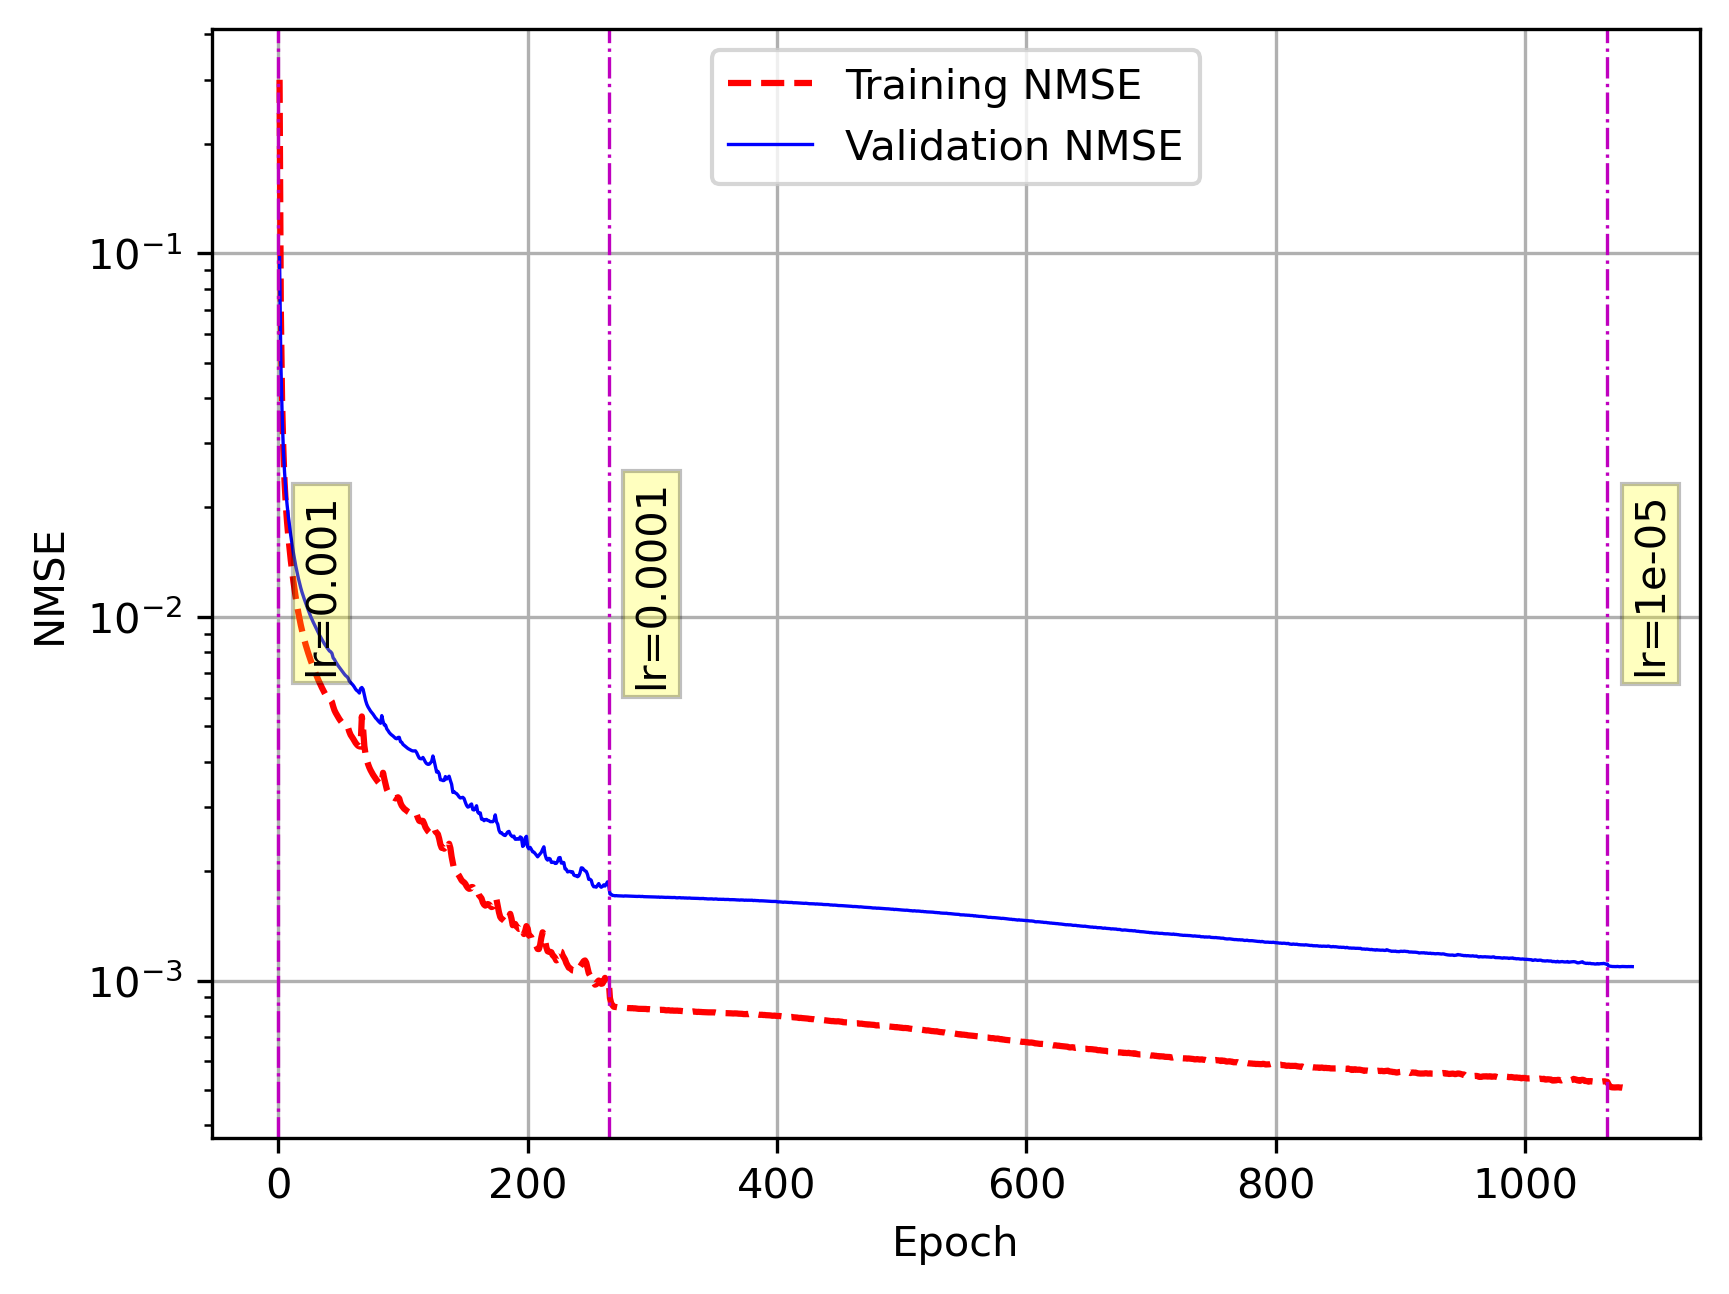 Training NMSE
Validation NMSE
10⁻¹
10⁻²
10⁻³
NMSE
lr=0.001
lr=0.0001
lr=1e-05
0 200 400 600 800 1000
Epoch